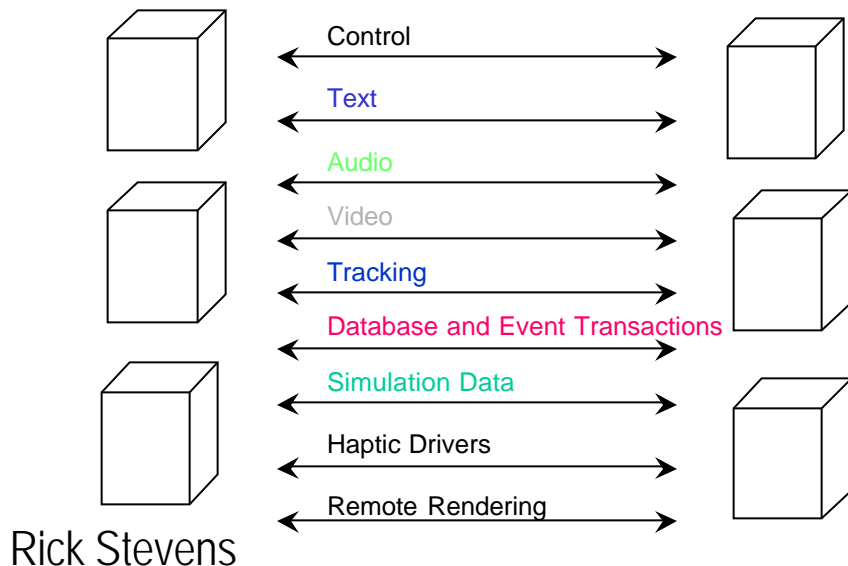 Control
Text
Audio
Video
Tracking
Database and Event Transactions
Simulation Data
Haptic Drivers
Remote Rendering
Rick Stevens